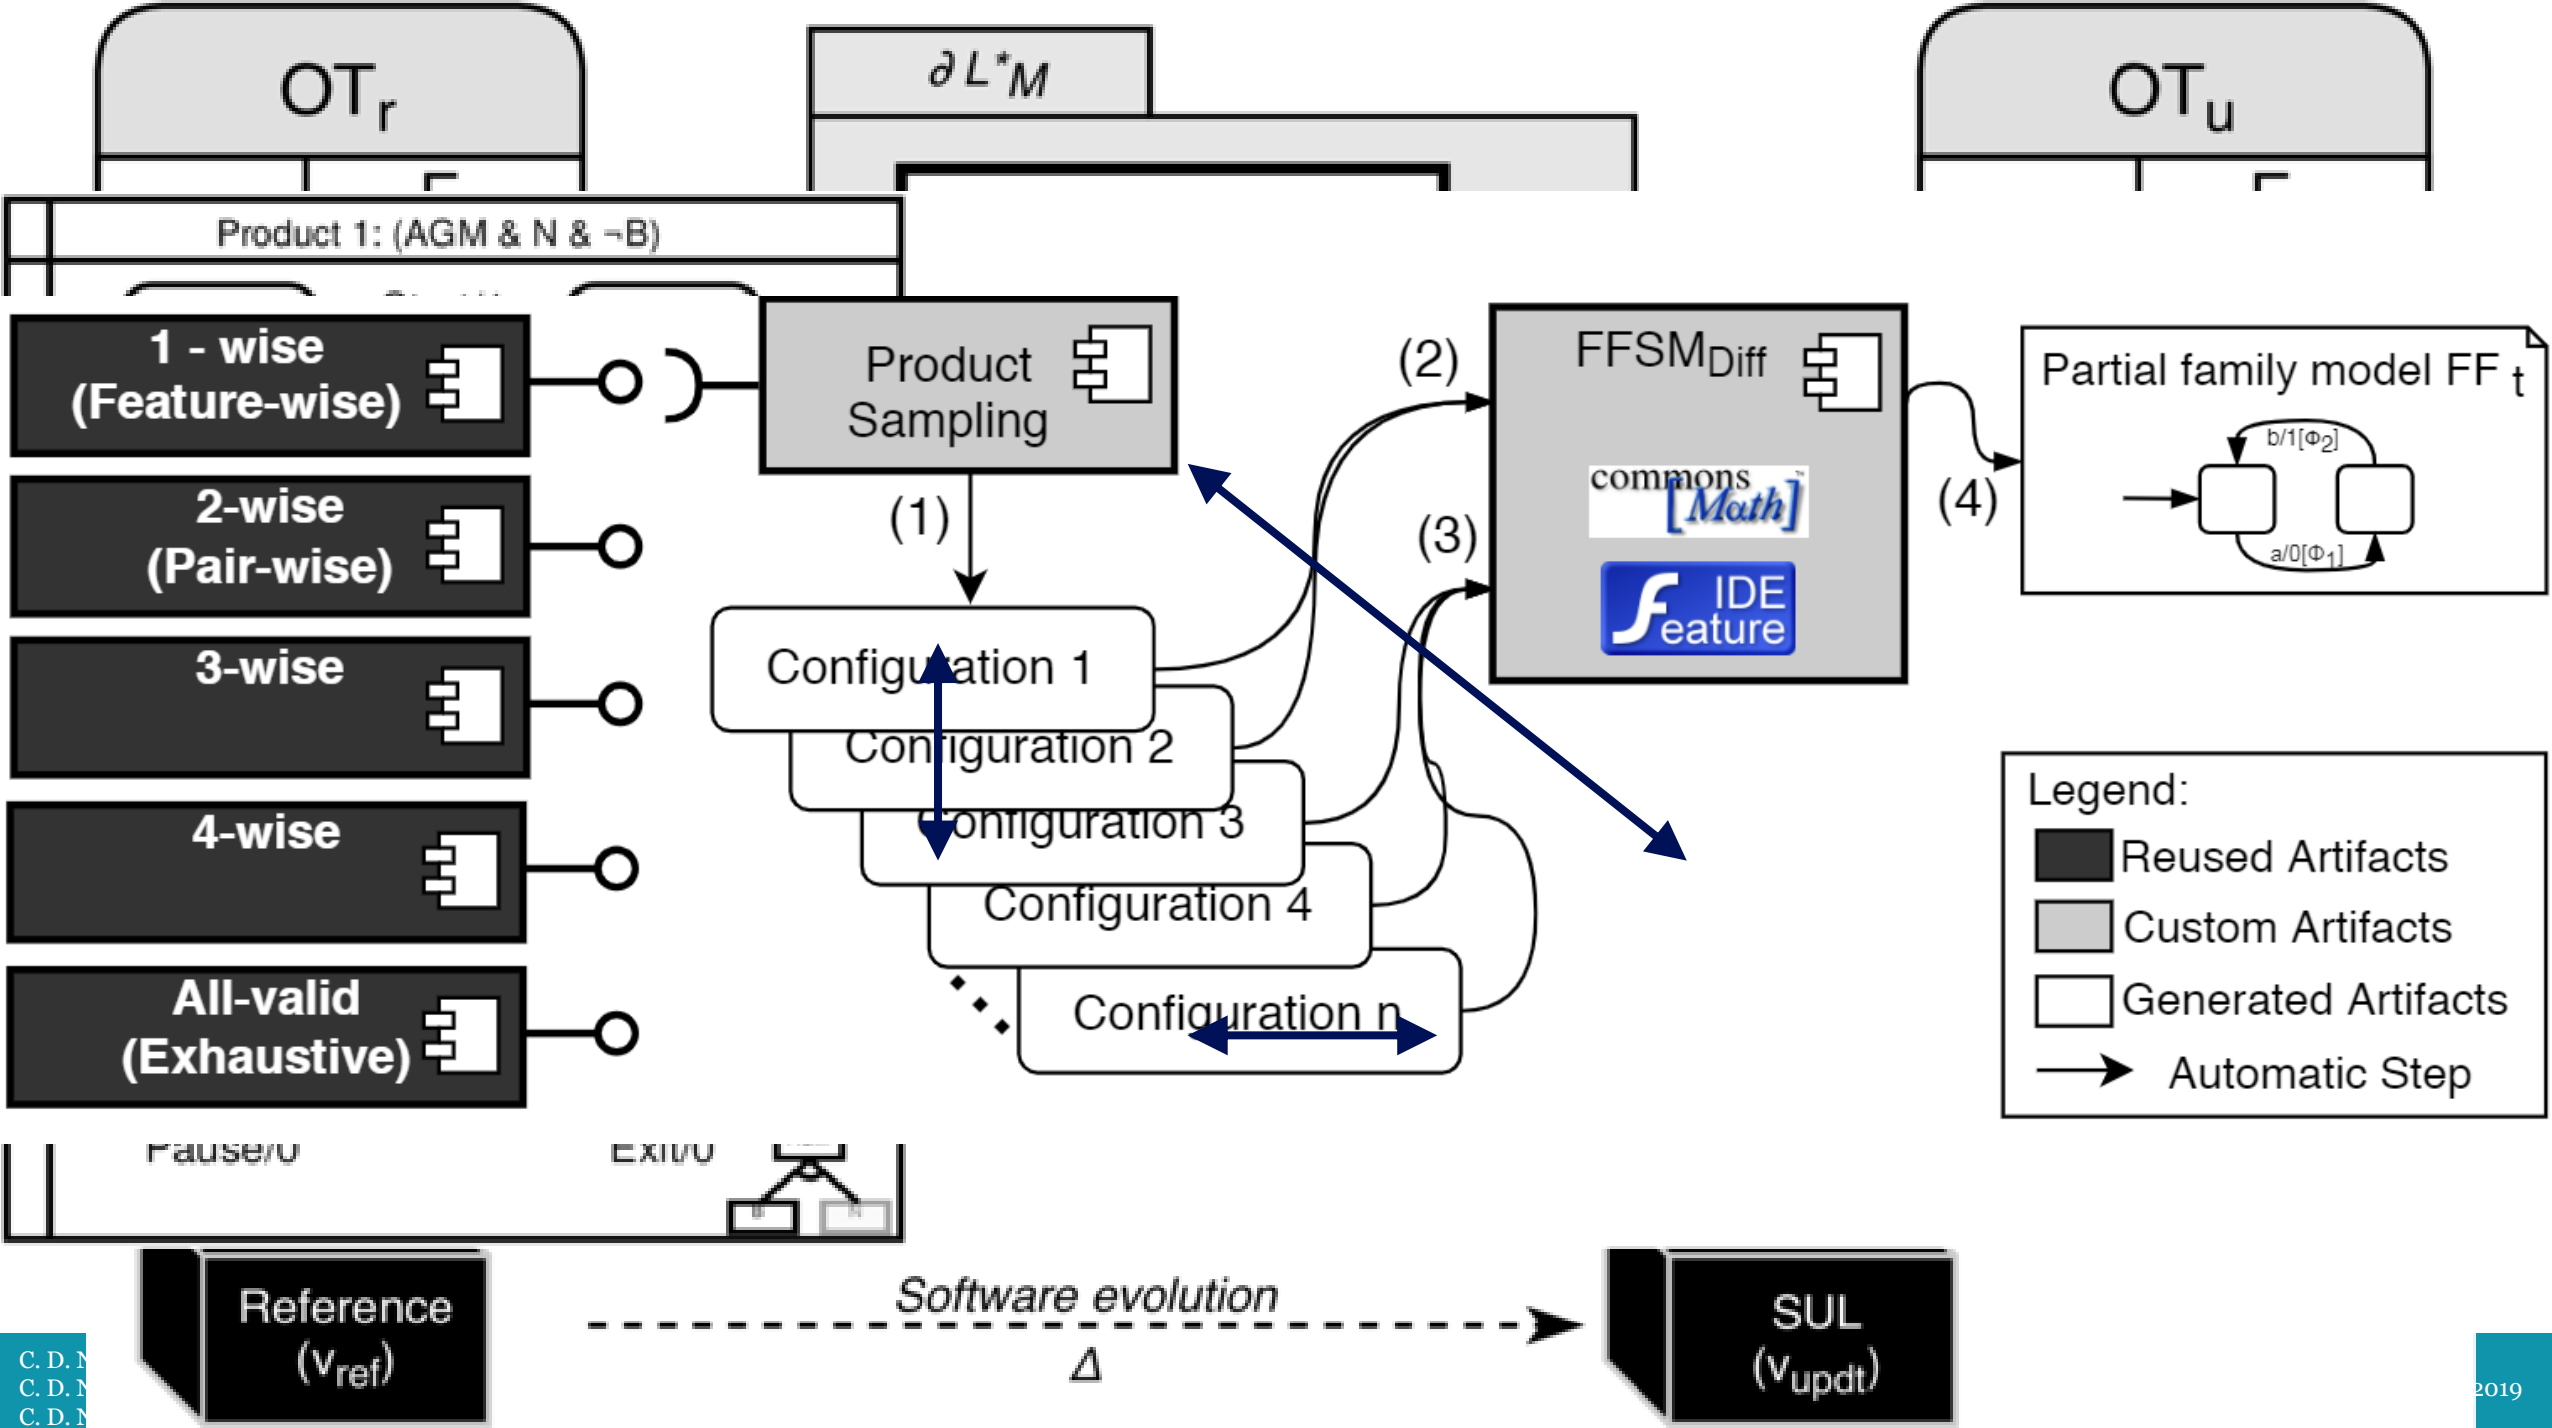 OTr
∂ L*M
OTu
Product 1: (AGM & N & ¬B)
1 - wise
(Feature-wise)
2-wise
(Pair-wise)
3-wise
4-wise
All-valid
(Exhaustive)
Product
Sampling
(1)
Configuration 1
Configuration 2
Configuration 3
Configuration 4
Configuration n
(2)
(3)
FFSMDiff
commons
[Math]
IDE
Feature
(4)
Partial family model FF t
b/1[Φ2]
a/0[Φ1]
Legend:
Reused Artifacts
Custom Artifacts
Generated Artifacts
Automatic Step
Pause/0
Exit/0
B
N
Reference
(vref)
Software evolution
Δ
SUL
(vupdt)
C. D. N
C. D. N
C. D. N
2019